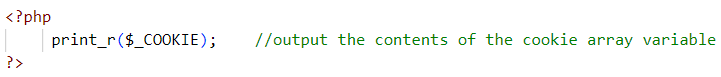 <?php
print_r($_COOKIE);    //output the contents of the cookie array variable
?>